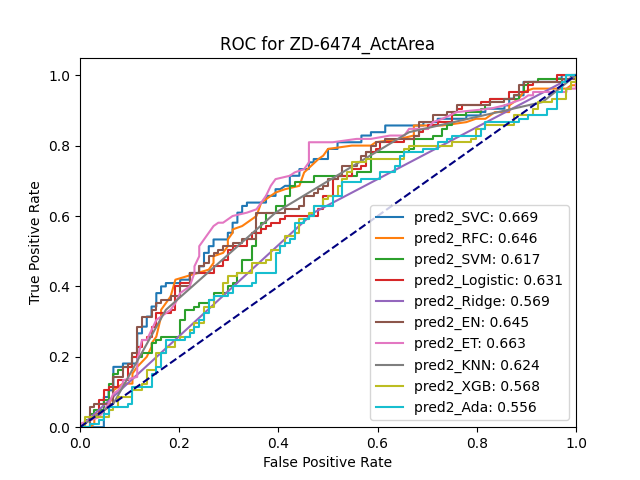 ROC for ZD-6474_ActArea
True Positive Rate
1.0
0.8
0.6
0.4
0.2
0.0
pred2_SVC: 0.669
pred2_RFC: 0.646
pred2_SVM: 0.617
pred2_Logistic: 0.631
pred2_Ridge: 0.569
pred2_EN: 0.645
pred2_ET: 0.663
pred2_KNN: 0.624
pred2_XGB: 0.568
pred2_Ada: 0.556
0.0 0.2 0.4 0.6 0.8 1.0
False Positive Rate